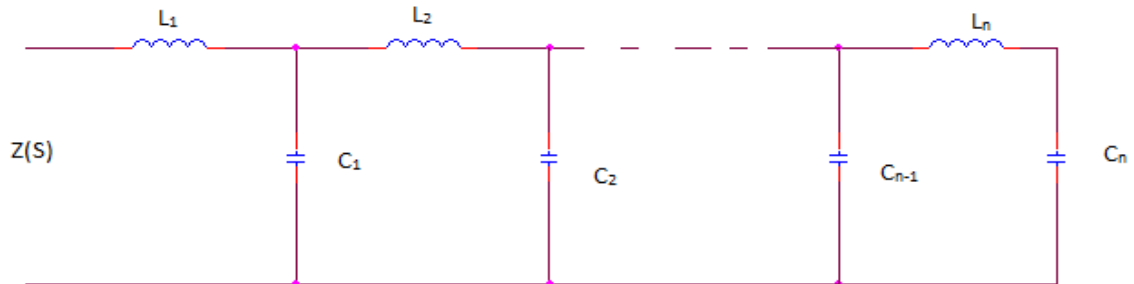 L₁
L₂
Lₙ
Z(S)
C₁
C₂
Cₙ₋₁
Cₙ